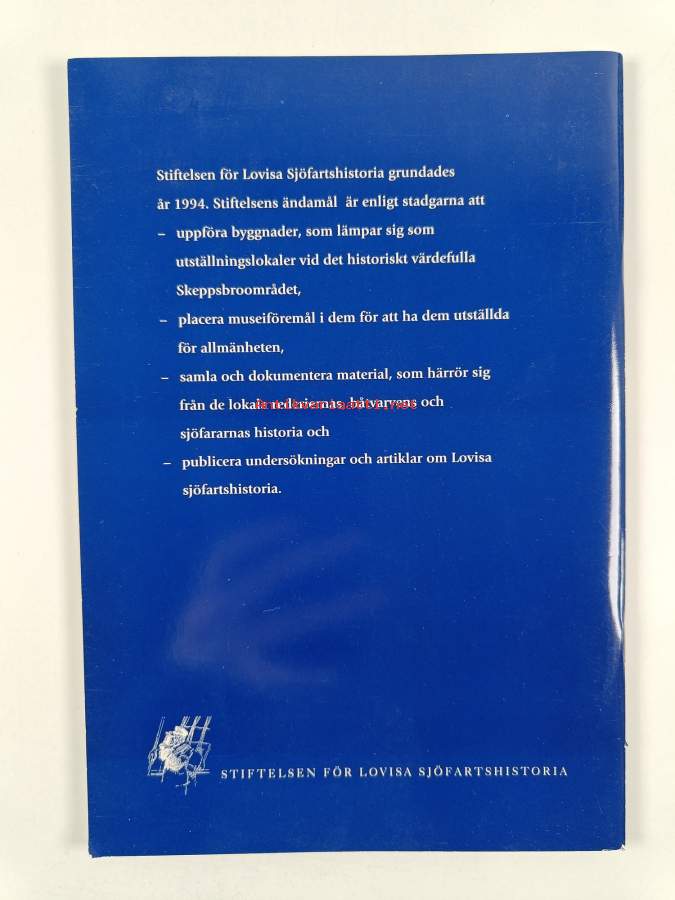 Stiftelsen för Lovisa Sjöfartshistoria grundades
år 1994. Stiftelsens ändamål är enligt stadgarna att
– uppföra byggnader, som lämpar sig som
utställningslokaler vid det historiskt värdefulla
Skeppsbroområdet,
– placera museiföremål i dem för att ha dem utställda
för allmänheten,
– samla och dokumentera material, som härrör sig
från de lokala rederiernas, båtvarvens och
sjöfararnas historia och
– publicera undersökningar och artiklar om Lovisa
sjöfartshistoria.
STIFTELSEN FÖR LOVISA SJÖFARTSHISTORIA